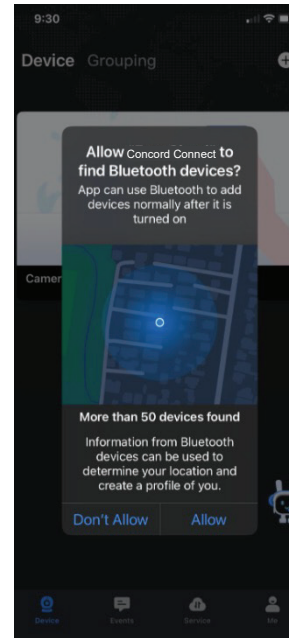 9:30
Device Grouping
Allow Concord Connect to
find Bluetooth devices?
App can use Bluetooth to add
devices normally after it is
turned on
Camer
More than 50 devices found
Information from Bluetooth
devices can be used to
determine your location and
create a profile of you.
Don't Allow Allow
Device Events Service Me